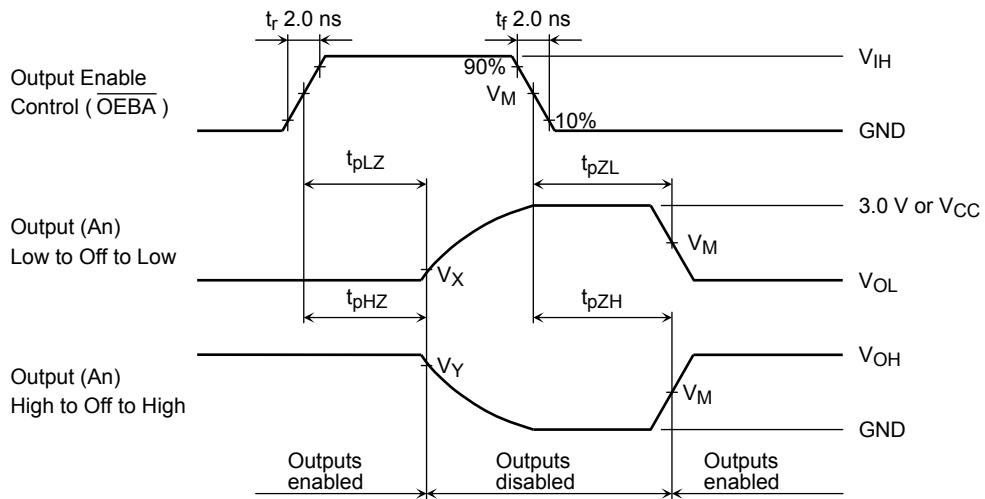 tr 2.0 ns
tf 2.0 ns
Output Enable
Control ( OEBA )
90%
VM
10%
VIH
GND
tpLZ
tpZL
3.0 V or VCC
Output (An)
Low to Off to Low
VX
VM
VOL
tpHZ
tpZH
VOH
Output (An)
High to Off to High
VY
VM
GND
Outputs
enabled
Outputs
disabled
Outputs
enabled